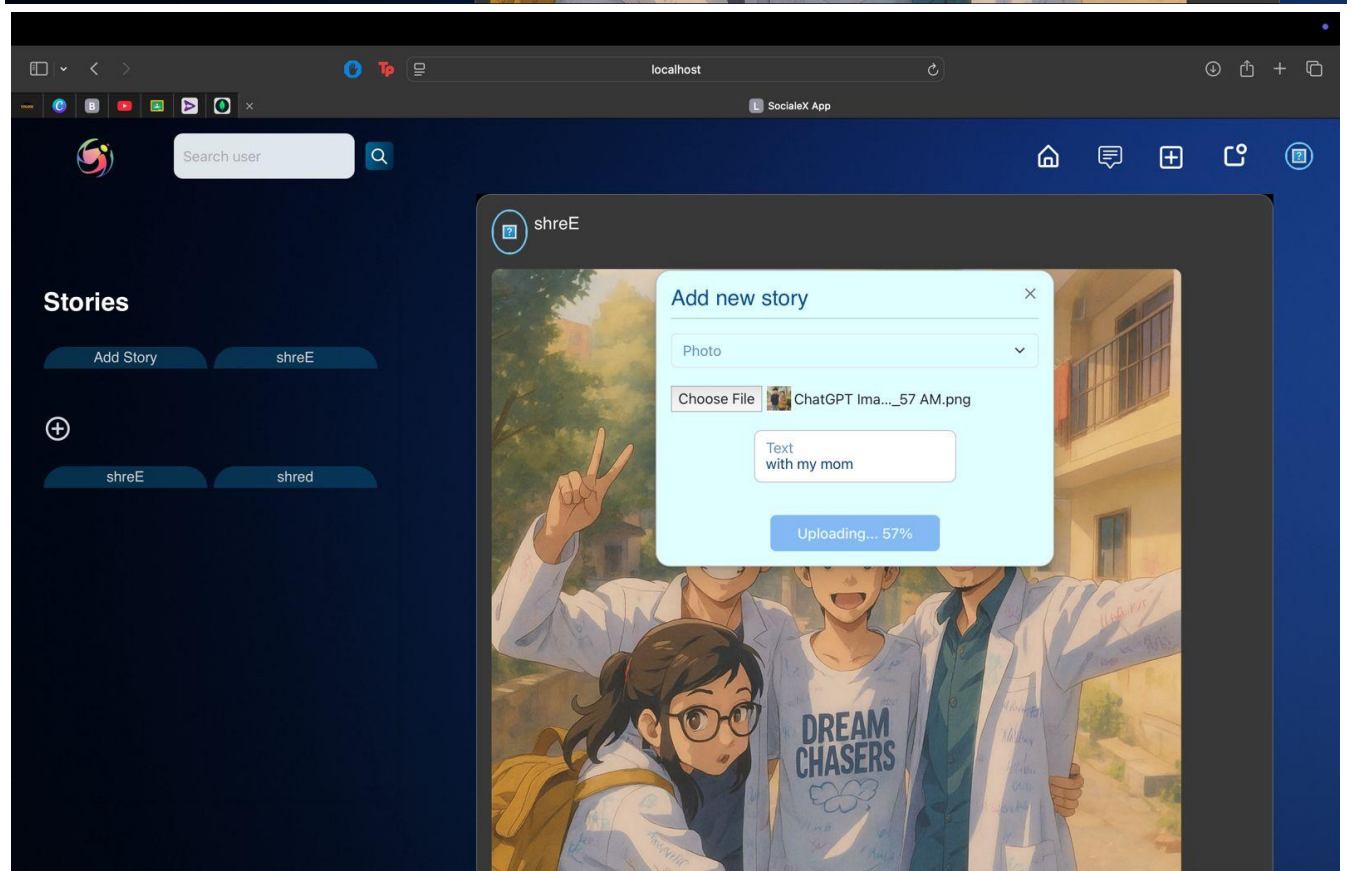 localhost
SocialeX App
Search user
shreE
Stories
Add Story
shreE
shreE
shred
Add new story
Photo
Choose File
ChatGPT Ima..._57 AM.png
Text
with my mom
Uploading... 57%
DREAM
CHASERS